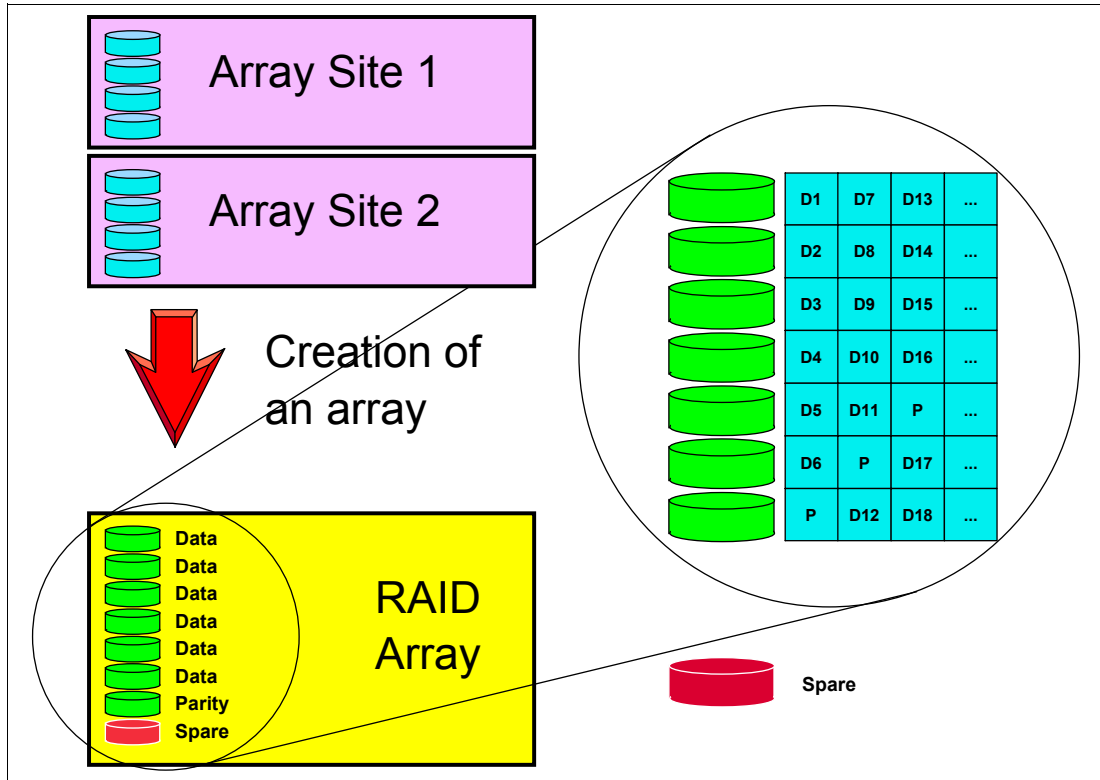 Array Site 1
Array Site 2
Creation of
an array
Data
Data
Data
Data
Data
Data
Parity
Spare
RAID
Array
D1 D7 D13 ...
D2 D8 D14 ...
D3 D9 D15 ...
D4 D10 D16 ...
D5 D11 P ...
D6 P D17 ...
P D12 D18 ...
Spare